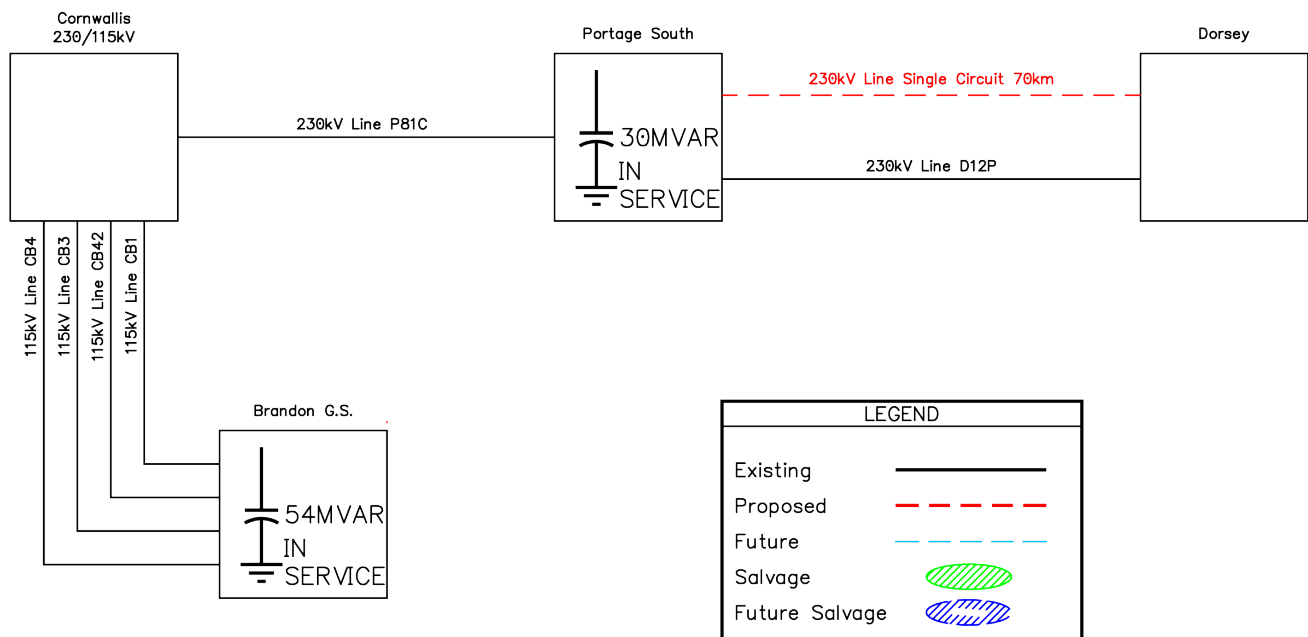 Cornwallis
230/115kV
Portage South
Dorsey
230kV Line Single Circuit 70km
230kV Line P81C
30MVAR
IN
SERVICE
230kV Line D12P
115kV Line CB4
115kV Line CB3
115kV Line CB42
115kV Line CB1
Brandon G.S.
54MVAR
IN
SERVICE
LEGEND
Existing
Proposed
Future
Salvage
Future Salvage